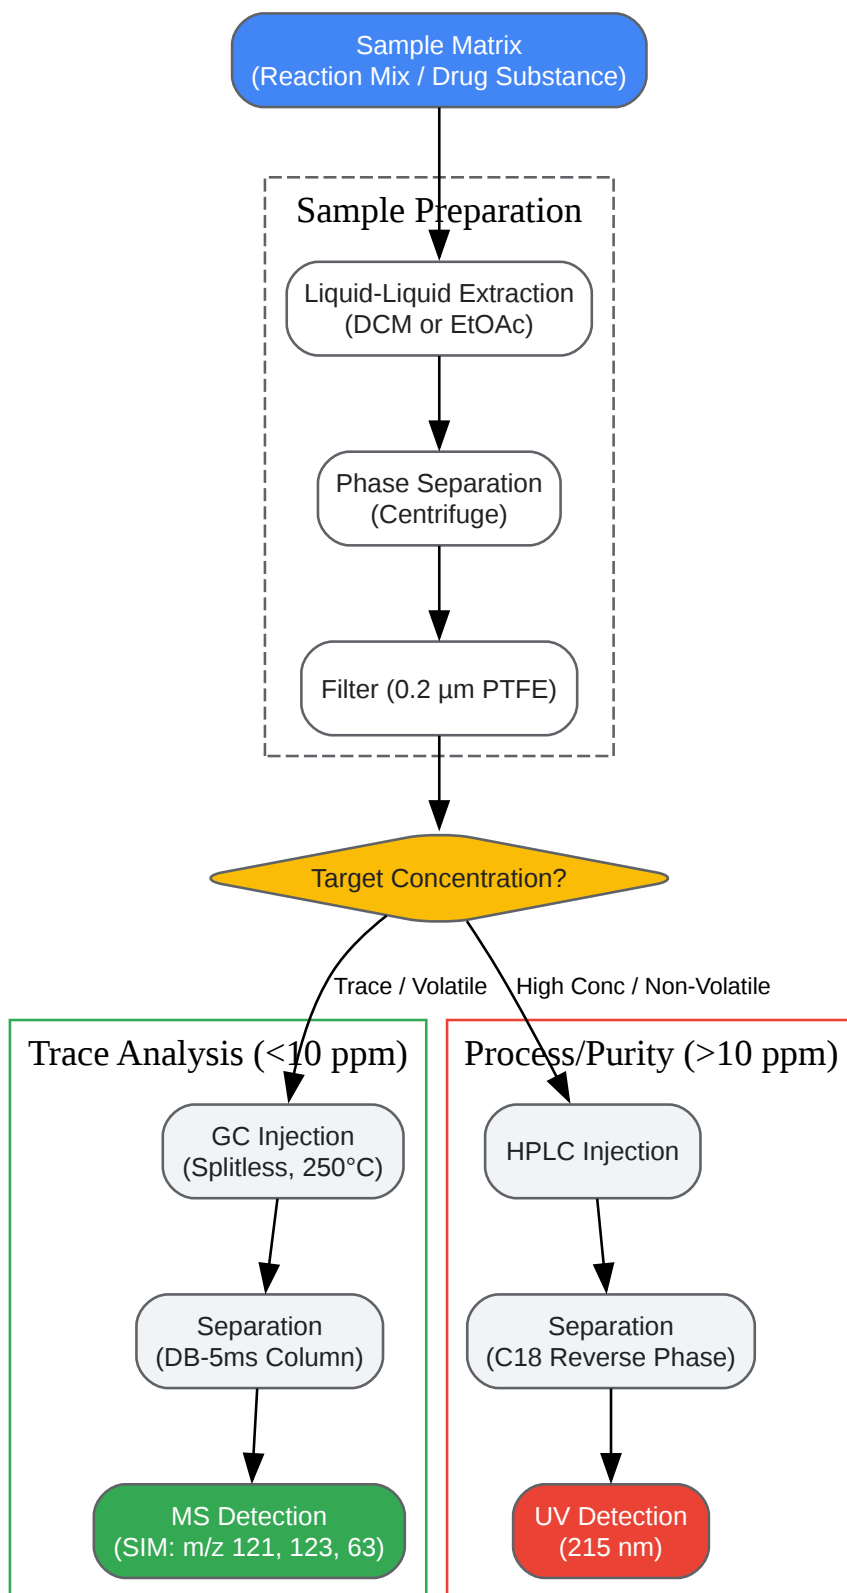 Sample Matrix
(Reaction Mix / Drug Substance)
Sample Preparation
Liquid-Liquid Extraction
(DCM or EtOAc)
Phase Separation
(Centrifuge)
Filter (0.2 µm PTFE)
Target Concentration?
Trace / Volatile
High Conc / Non-Volatile
Trace Analysis (<10 ppm)
GC Injection
(Splitless, 250°C)
Separation
(DB-5ms Column)
MS Detection
(SIM: m/z 121, 123, 63)
Process/Purity (>10 ppm)
HPLC Injection
Separation
(C18 Reverse Phase)
UV Detection
(215 nm)